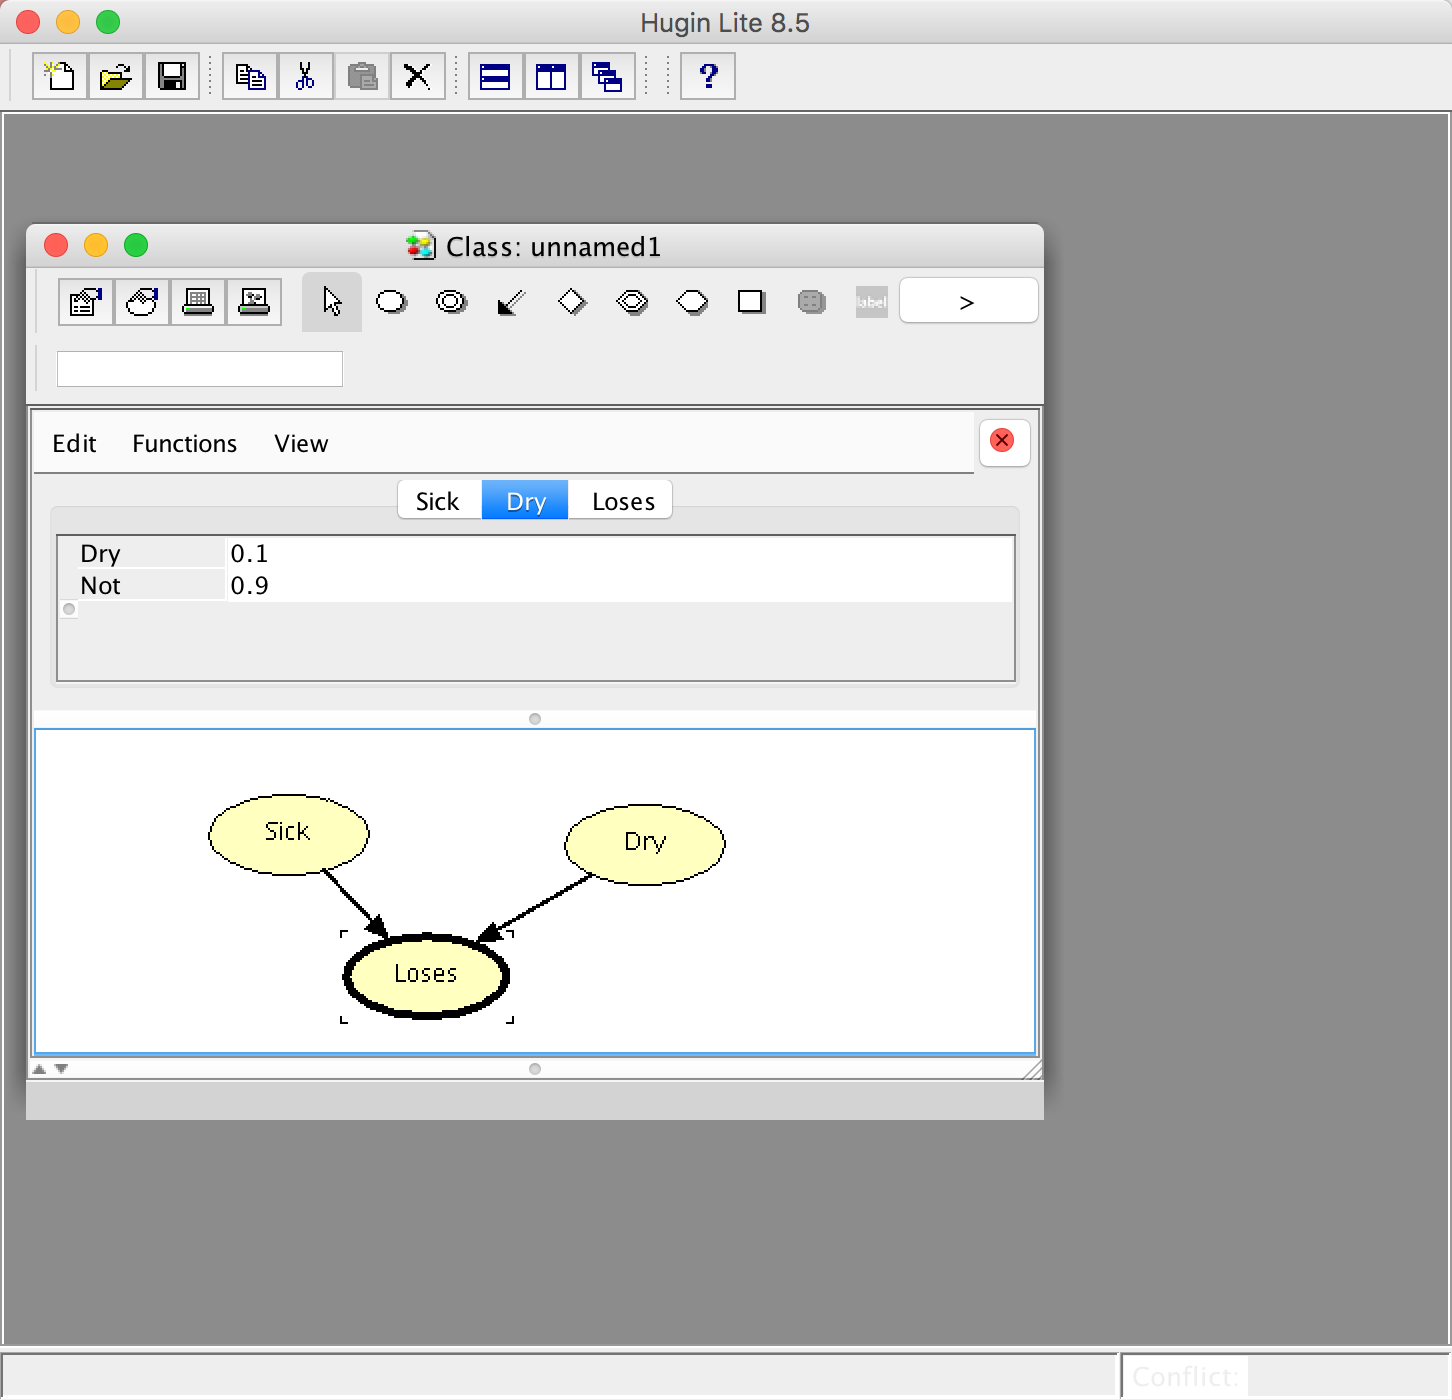 Hugin Lite 8.5
?
Class: unnamed1
label
>
Edit Functions View
Sick Dry Loses
Dry 0.1
Not 0.9
Sick
Dry
Loses
Conflict: